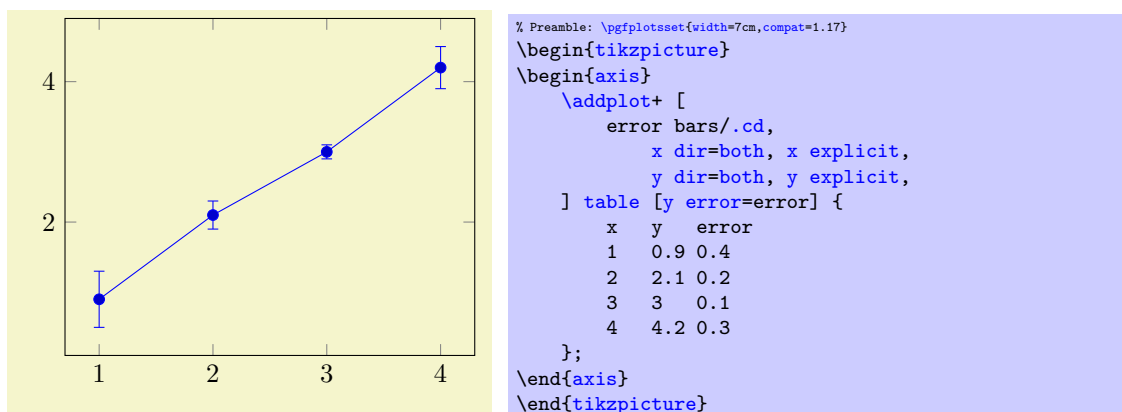 4
2
1 2 3 4
% Preamble: \pgfplotsset{width=7cm,compat=1.17}
\begin{tikzpicture}
\begin{axis}
    \addplot+ [
        error bars/.cd,
            x dir=both, x explicit,
            y dir=both, y explicit,
    ] table [y error=error] {
        x   y   error
        1   0.9 0.4
        2   2.1 0.2
        3   3   0.1
        4   4.2 0.3
    };
\end{axis}
\end{tikzpicture}